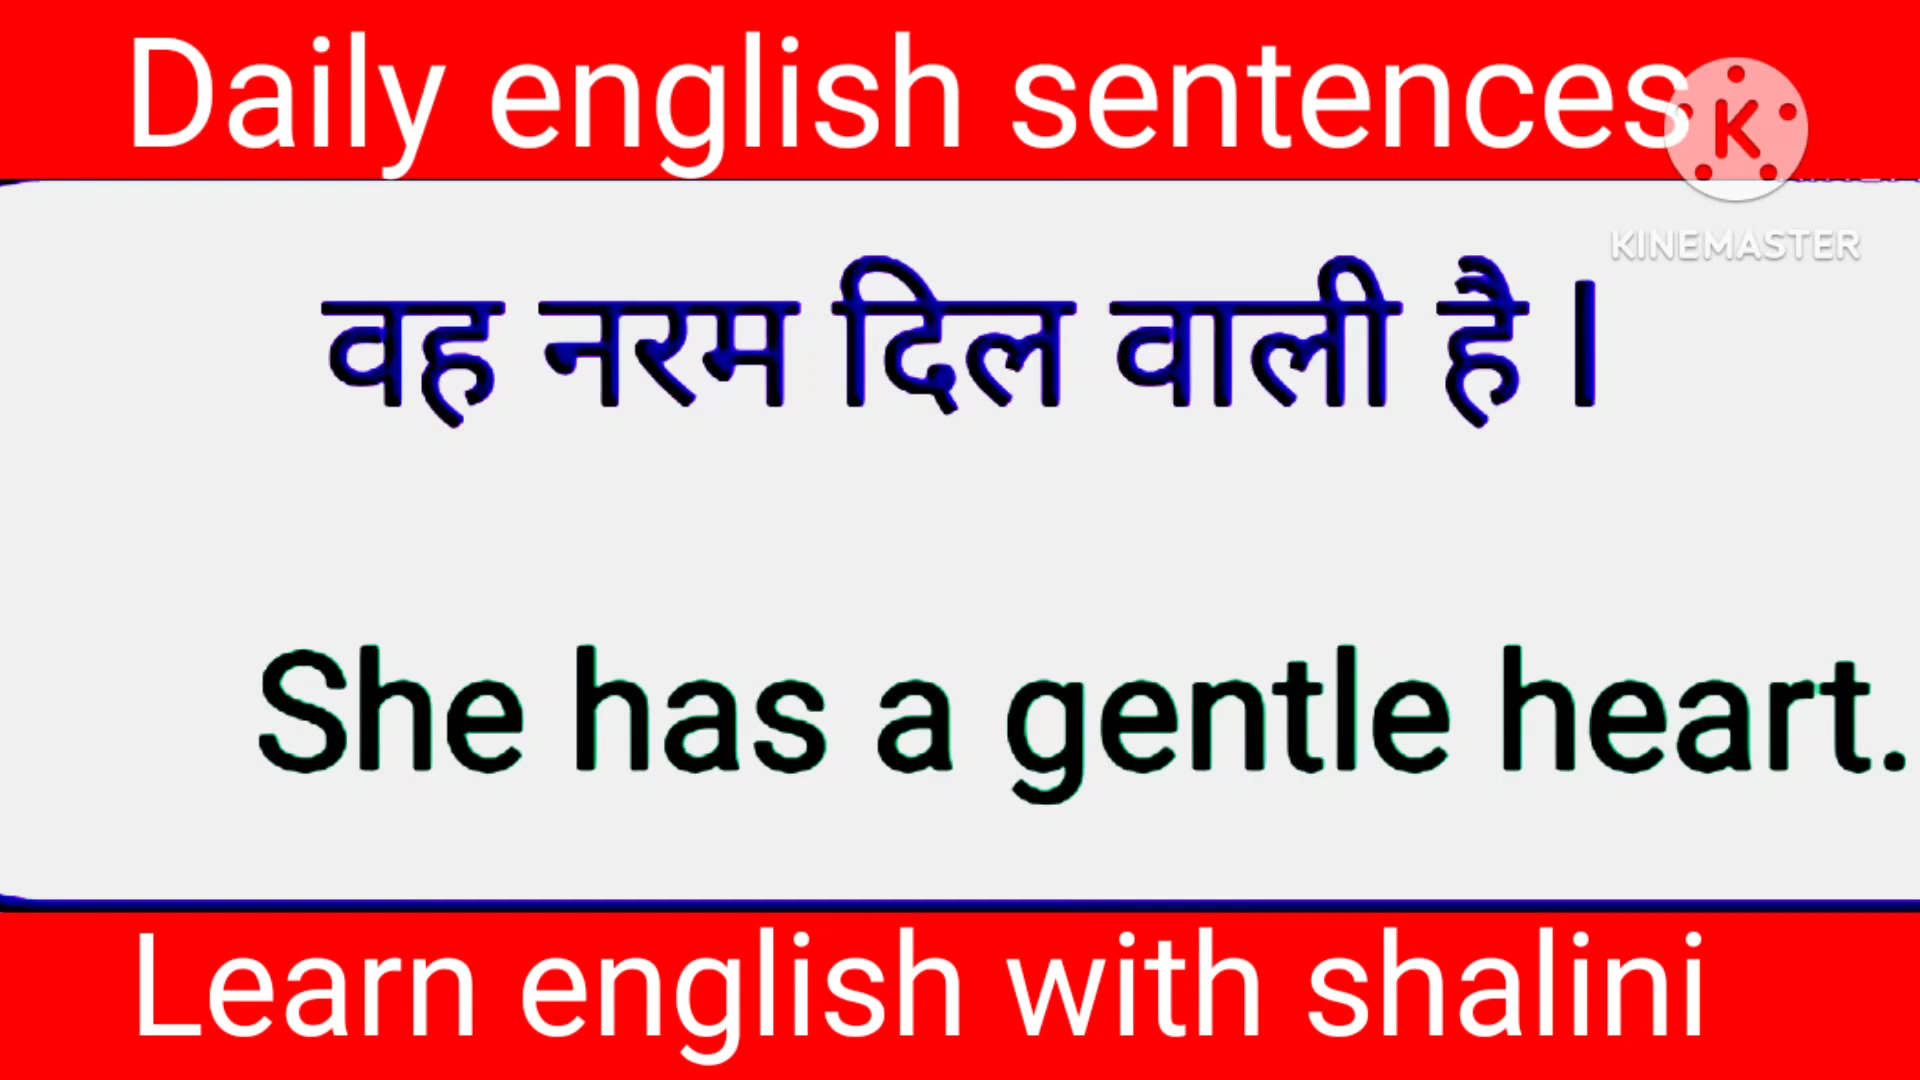 Daily english sentences
K
KINEMASTER
वह नरम दिल वाली है |
She has a gentle heart.
Learn english with shalini